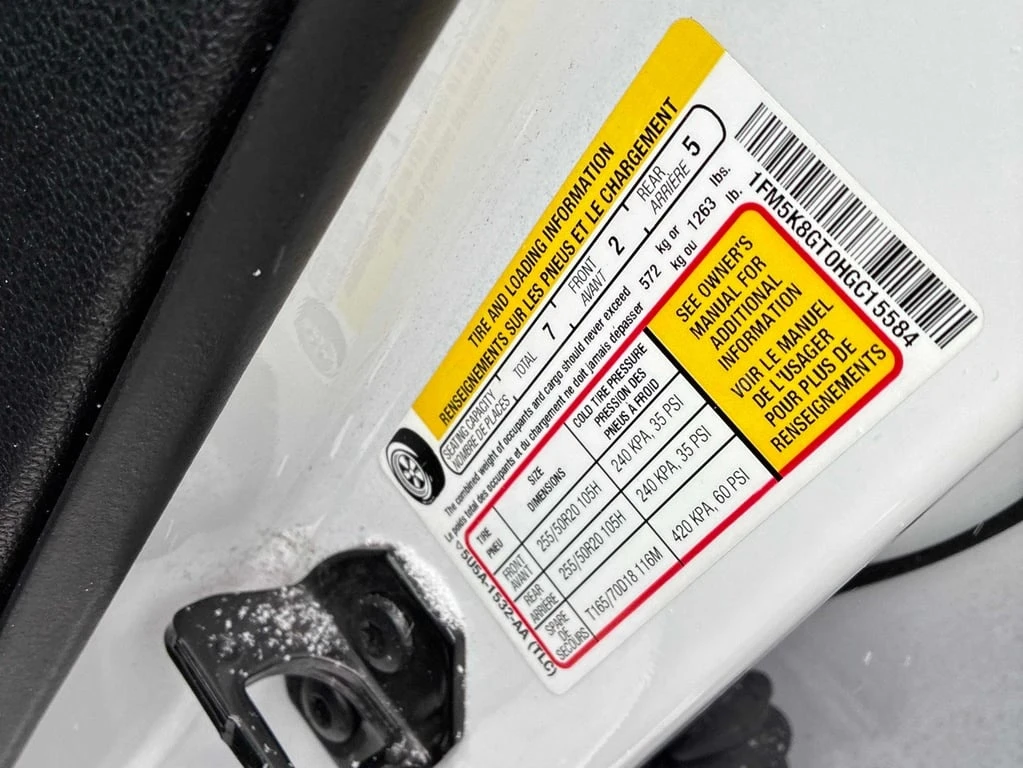 TIRE AND LOADING INFORMATION
RENSEIGNEMENTS SUR LES PNEUS ET LE CHARGEMENT
SEATING CAPACITY TOTAL 7 FRONT 2 REAR 5
NOMBRE DE PLACES AVANT ARRIÈRE
The combined weight of occupants and cargo should never exceed 572 kg or 1263 lbs.
Le poids total des occupants et du chargement ne doit jamais dépasser kg ou lb.
TIRE SIZE COLD TIRE PRESSURE
PNEU DIMENSIONS PRESSION DES
PNEUS A FROID
FRONT 255/50R20 105H 240 KPA, 35 PSI
AVANT
REAR 255/50R20 105H 240 KPA, 35 PSI
ARRIÈRE
SPARE T165/70D18 116M 420 KPA, 60 PSI
DE
SECOURS
SEE OWNER'S
MANUAL FOR
ADDITIONAL
INFORMATION
VOIR LE MANUEL
DE L'USAGER
POUR PLUS DE
RENSEIGNEMENTS
1FM5K8GT0HGC15584
5U5A-1532-AA (TLC)